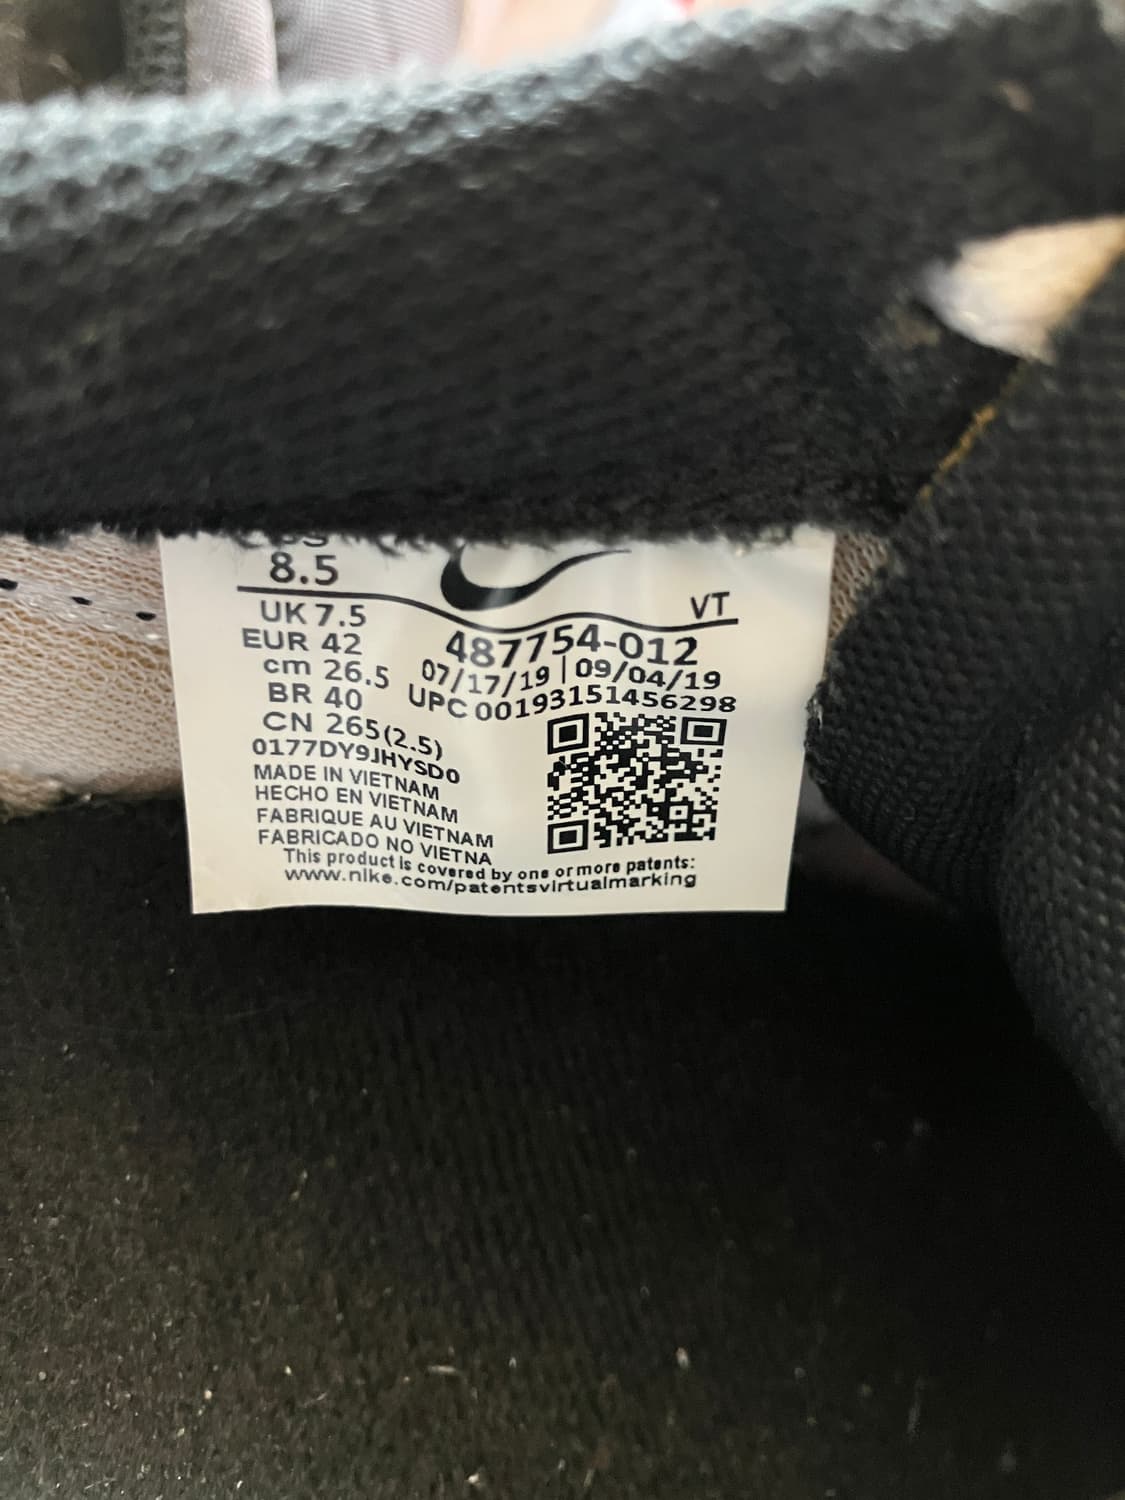 8.5
VT
UK 7.5
487754-012
EUR 42
07/17/19 | 09/04/19
cm 26.5
UPC 00193151456298
BR 40
CN 265(2.5)
0177DY9JHYSD0
MADE IN VIETNAM
HECHO EN VIETNAM
FABRIQUE AU VIETNAM
FABRICADO NO VIETNA
This product is covered by one or more patents:
www.nike.com/patentsvirtualmarking